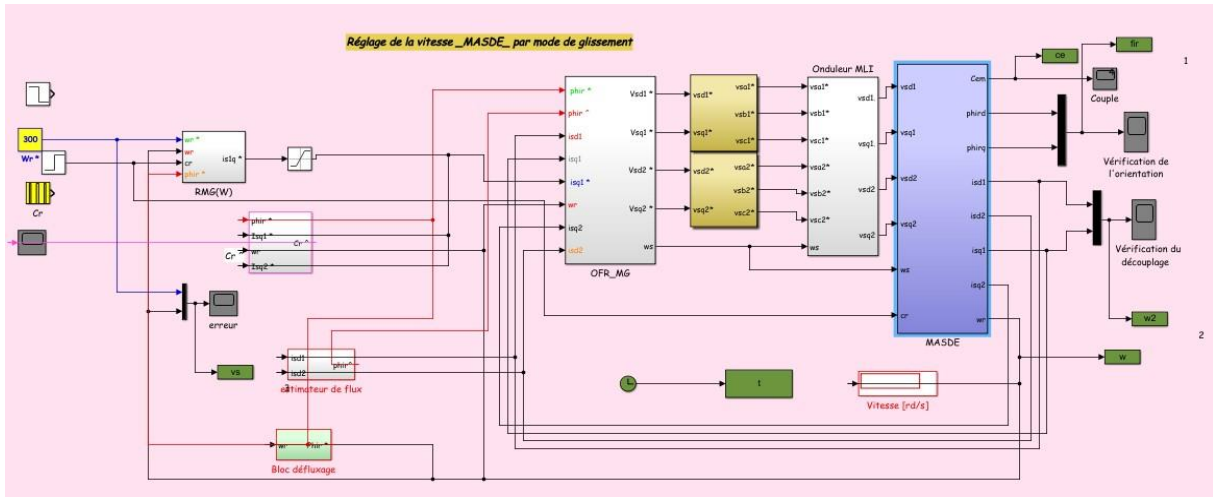 Réglage de la vitesse _MASDE_ par mode de glissement
fir
1
ce
Couple
Onduleur MLI
300
Wr *
wr *
wr
cr
phir *
is1q *
RMG(W)
Cr
phir *
phir ^
isd1
isq1
isq1 *
wr
isq2
isd2
Vsd1 *
Vsq1 *
Vsd2 *
Vsq2 *
ws
OFR_MG
vsd1*
vsq1*
vsa1*
vsb1*
vsc1*
vsd2*
vsq2*
vsa2*
vsb2*
vsc2*
vsa1*
vsb1*
vsc1*
vsa2*
vsb2*
vsc2*
ws
vsd1
vsq1
vsd2
vsq2
vsd1
vsq1
vsd2
vsq2
ws
cr
Cem
phird
phirq
isd1
isd2
isq1
isq2
wr
MASDE
Vérification de
l'orientation
Vérification du
découplage
w2
2
w
phir *
Isq1 *
wr
Isq2 *
Cr ^
Cr
erreur
vs
isd1
isd2
phir^
estimateur de flux
wr
Phir *
Bloc défluxage
t
Vitesse [rd/s]